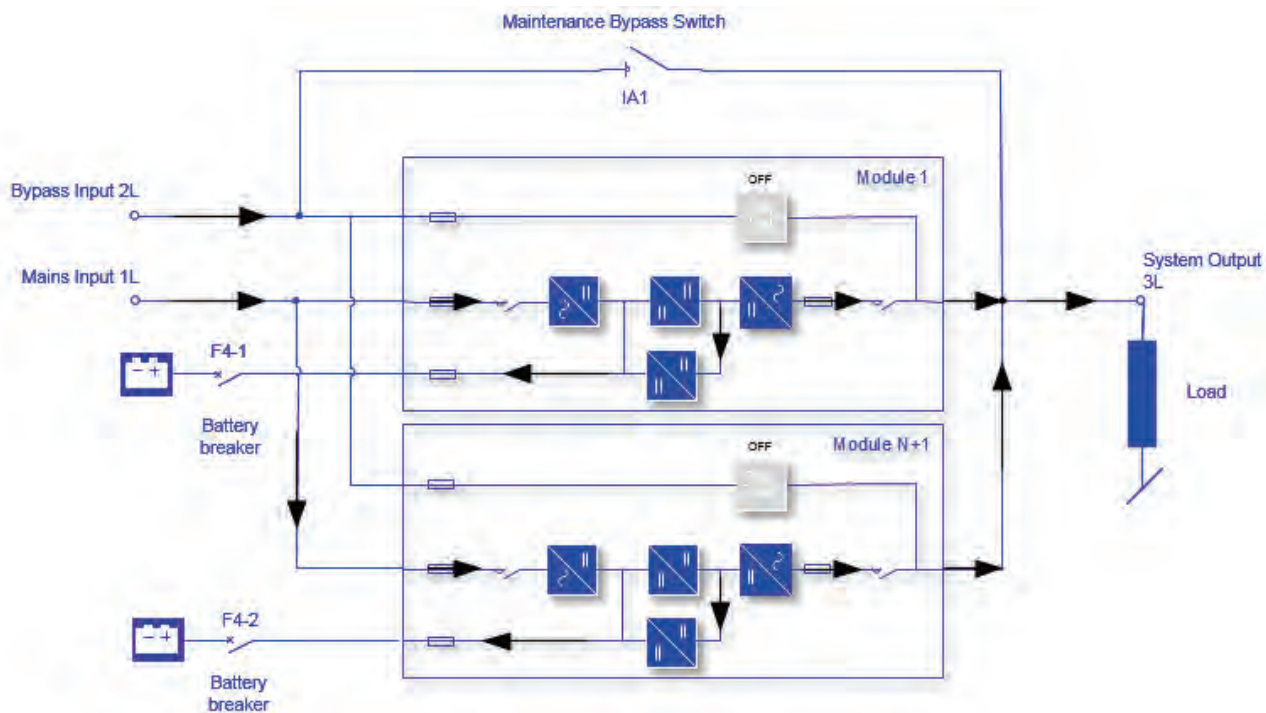 Maintenance Bypass Switch
IA1
Module 1
OFF
Bypass Input 2L
Mains Input 1L
System Output
3L
F4-1
Battery
breaker
Load
Module N+1
OFF
F4-2
Battery
breaker